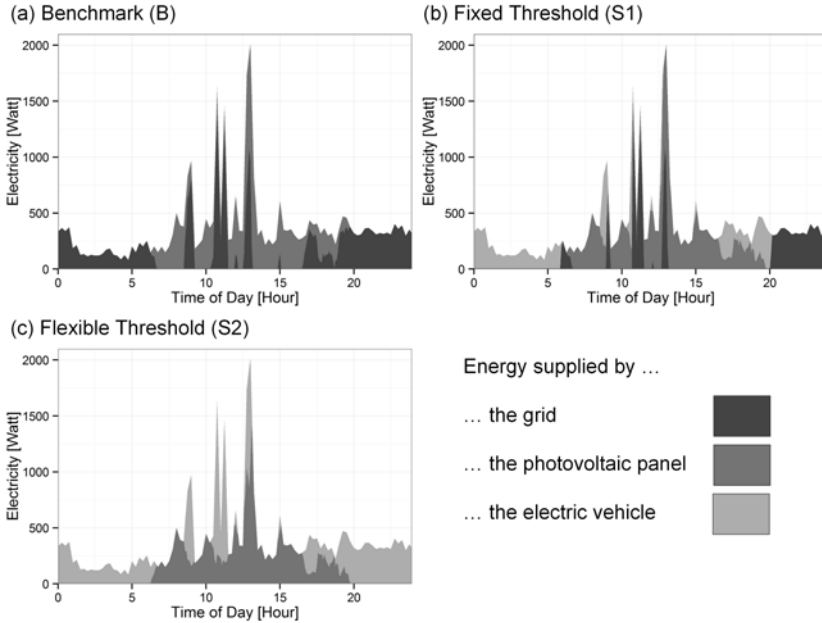 (a) Benchmark (B)
2000
1500
1000
500
0
Electricity [Watt]
0 5 10 15 20
Time of Day [Hour]
(b) Fixed Threshold (S1)
2000
1500
1000
500
0
Electricity [Watt]
0 5 10 15 20
Time of Day [Hour]
(c) Flexible Threshold (S2)
2000
1500
1000
500
0
Electricity [Watt]
0 5 10 15 20
Time of Day [Hour]
Energy supplied by ...
... the grid
... the photovoltaic panel
... the electric vehicle